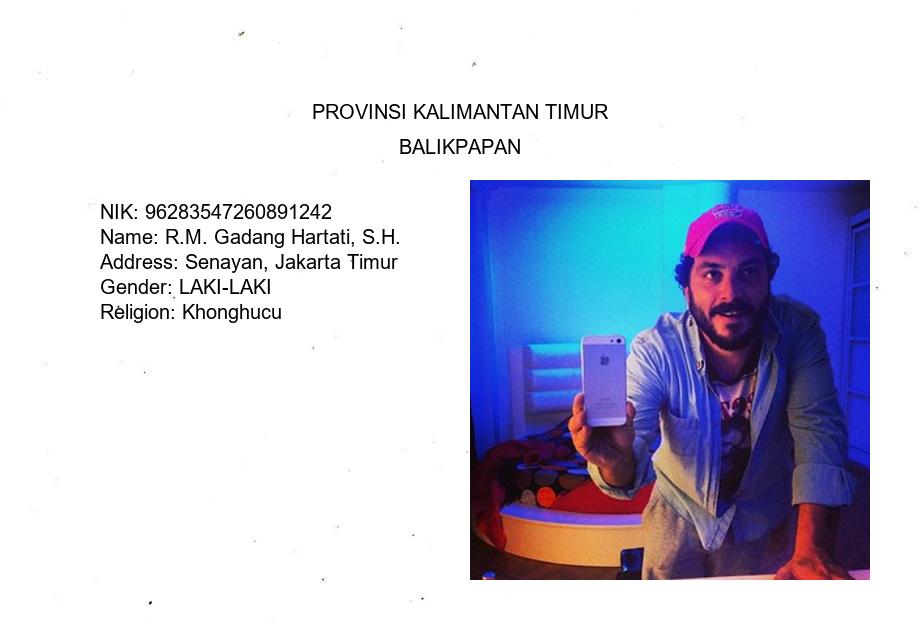 PROVINSI KALIMANTAN TIMUR
BALIKPAPAN
NIK: 96283547260891242
Name: R.M. Gadang Hartati, S.H.
Address: Senayan, Jakarta Timur
Gender: LAKI-LAKI
Religion: Khonghucu